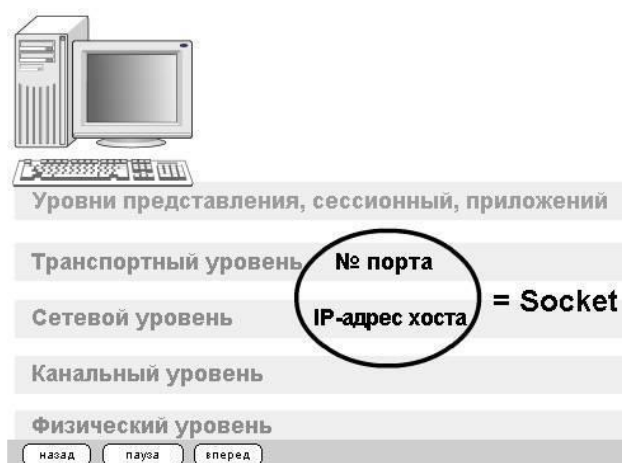 Уровни представления, сессионный, приложений
Транспортный уровень № порта
= Socket
Сетевой уровень IP-адрес хоста
Канальный уровень
Физический уровень
назад пауза вперед